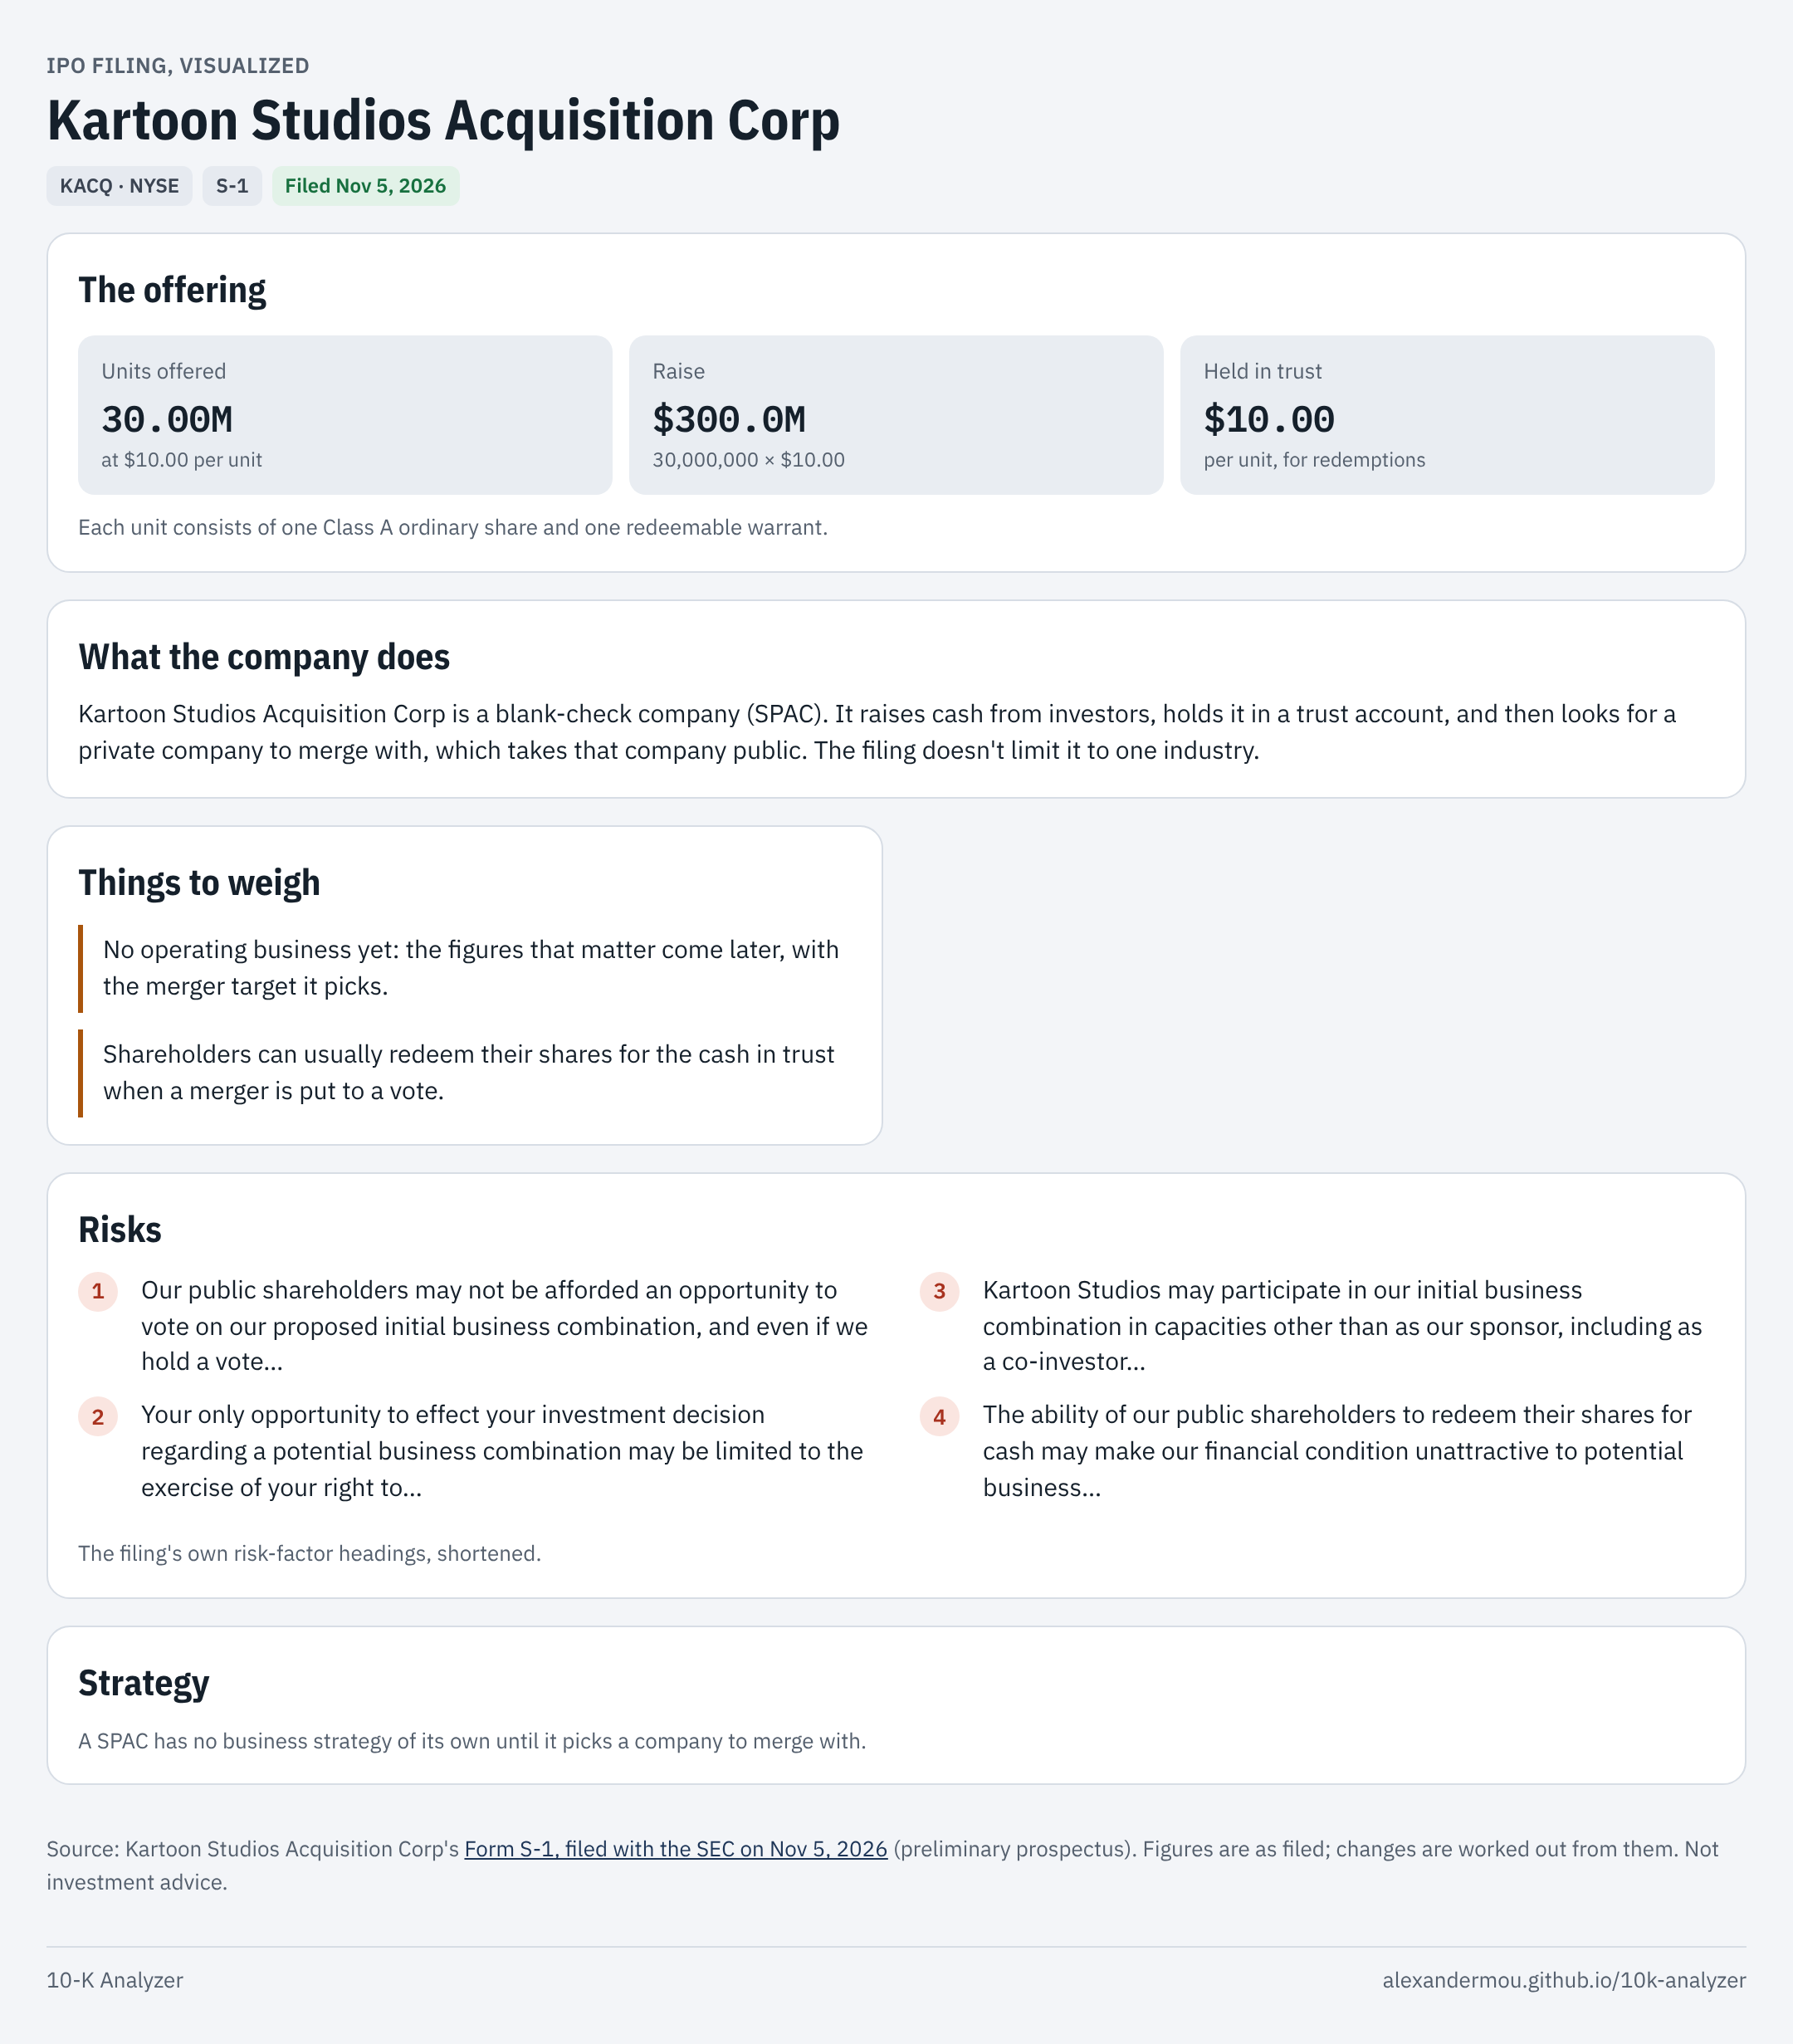 IPO FILING, VISUALIZED
Kartoon Studios Acquisition Corp
KACQ · NYSE
S-1
Filed Nov 5, 2026
The offering
Units offered
30.00M
at $10.00 per unit
Raise
$300.0M
30,000,000 × $10.00
Held in trust
$10.00
per unit, for redemptions
Each unit consists of one Class A ordinary share and one redeemable warrant.
What the company does
Kartoon Studios Acquisition Corp is a blank-check company (SPAC). It raises cash from investors, holds it in a trust account, and then looks for a
private company to merge with, which takes that company public. The filing doesn't limit it to one industry.
Things to weigh
No operating business yet: the figures that matter come later, with
the merger target it picks.
Shareholders can usually redeem their shares for the cash in trust
when a merger is put to a vote.
Risks
1
Our public shareholders may not be afforded an opportunity to
vote on our proposed initial business combination, and even if we
hold a vote...
2
Your only opportunity to effect your investment decision
regarding a potential business combination may be limited to the
exercise of your right to...
3
Kartoon Studios may participate in our initial business
combination in capacities other than as our sponsor, including as
a co-investor...
4
The ability of our public shareholders to redeem their shares for
cash may make our financial condition unattractive to potential
business...
The filing's own risk-factor headings, shortened.
Strategy
A SPAC has no business strategy of its own until it picks a company to merge with.
Source: Kartoon Studios Acquisition Corp's Form S-1, filed with the SEC on Nov 5, 2026 (preliminary prospectus). Figures are as filed; changes are worked out from them. Not
investment advice.
10-K Analyzer
alexandermou.github.io/10k-analyzer